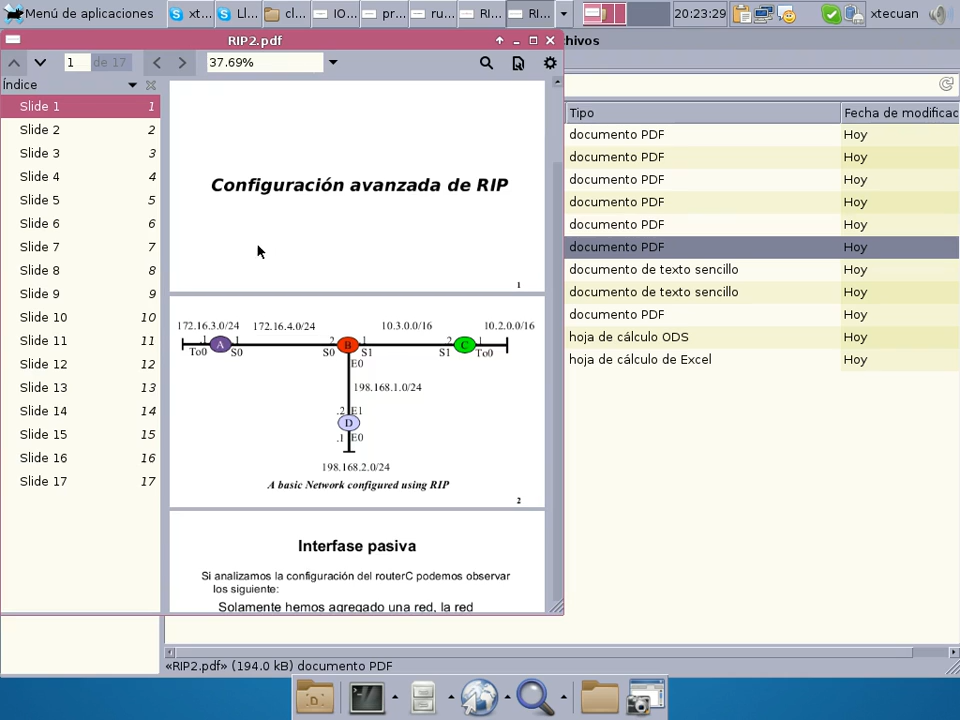 Menú de aplicaciones
xt...
Ll...
cl...
IO...
pr...
ru...
RI...
RI...
20:23:29
xtecuan
RIP2.pdf
chivos
1
de 17
37.69%
Índice
Slide 1 1
Slide 2 2
Slide 3 3
Slide 4 4
Slide 5 5
Slide 6 6
Slide 7 7
Slide 8 8
Slide 9 9
Slide 10 10
Slide 11 11
Slide 12 12
Slide 13 13
Slide 14 14
Slide 15 15
Slide 16 16
Slide 17 17
Configuración avanzada de RIP
1
172.16.3.0/24 172.16.4.0/24 10.3.0.0/16 10.2.0.0/16
.1 A 2 B 1 2 C .1
To0 S0 S0 S1 S1 To0
E0
198.168.1.0/24
.2 E1
D
.1 E0
198.168.2.0/24
A basic Network configured using RIP
2
Interfase pasiva
Si analizamos la configuración del routerC podemos observar
los siguiente:
Solamente hemos agregado una red, la red
Tipo Fecha de modificac
documento PDF Hoy
documento PDF Hoy
documento PDF Hoy
documento PDF Hoy
documento PDF Hoy
documento PDF Hoy
documento de texto sencillo Hoy
documento de texto sencillo Hoy
documento PDF Hoy
hoja de cálculo ODS Hoy
hoja de cálculo de Excel Hoy
«RIP2.pdf» (194.0 kB) documento PDF